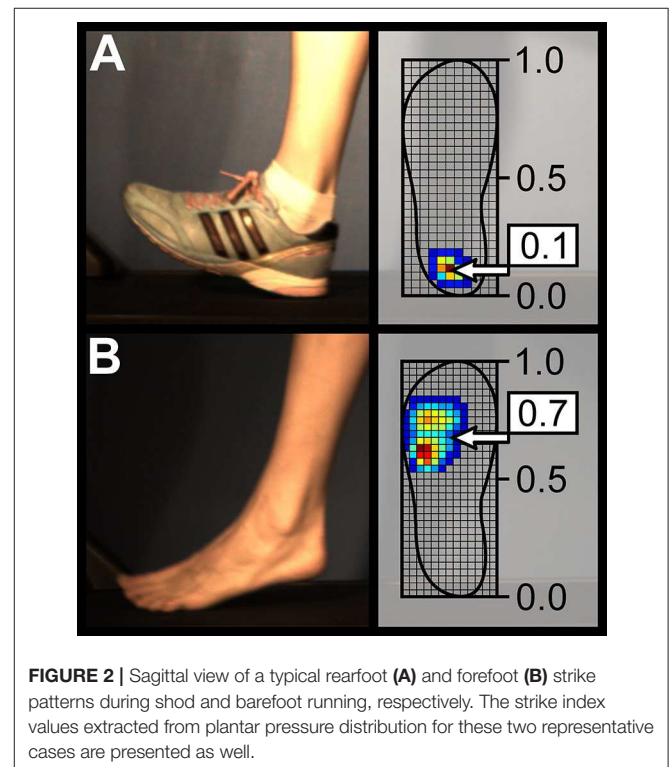 A
1.0
0.5
0.1
0.0
B
1.0
0.7
0.5
0.0
FIGURE 2 | Sagittal view of a typical rearfoot (A) and forefoot (B) strike
patterns during shod and barefoot running, respectively. The strike index
values extracted from plantar pressure distribution for these two representative
cases are presented as well.